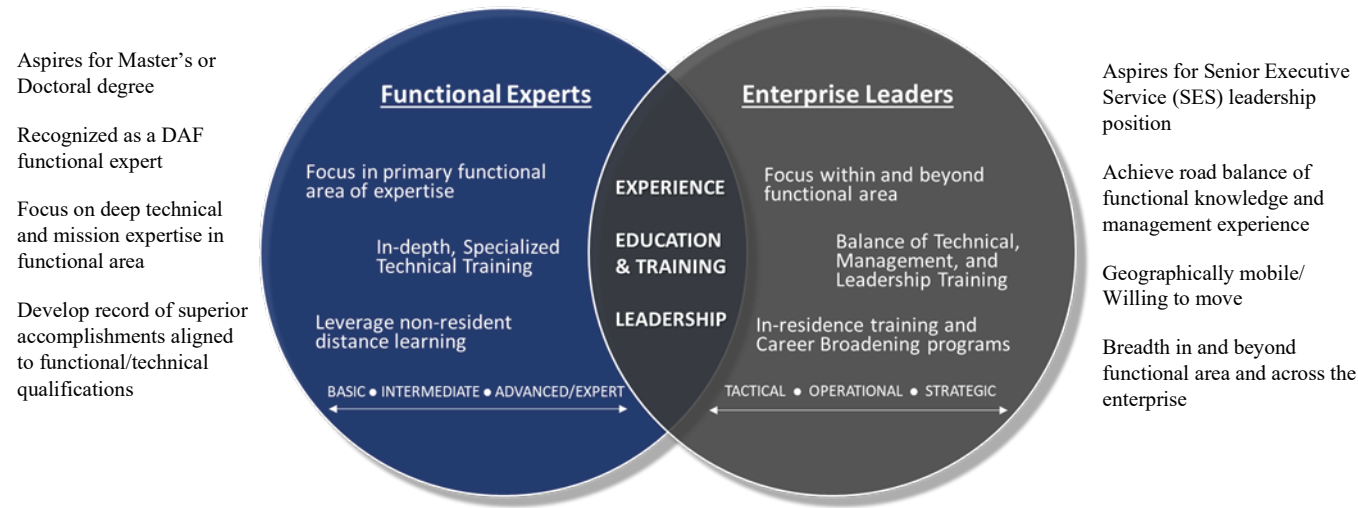 Aspires for Master's or
Doctoral degree
Recognized as a DAF
functional expert
Focus on deep technical
and mission expertise in
functional area
Develop record of superior
accomplishments aligned
to functional/technical
qualifications
Functional Experts
Focus in primary functional
area of expertise
In-depth, Specialized
Technical Training
Leverage non-resident
distance learning
BASIC ● INTERMEDIATE ● ADVANCED/EXPERT
EXPERIENCE
EDUCATION
& TRAINING
LEADERSHIP
Enterprise Leaders
Focus within and beyond
functional area
Balance of Technical,
Management, and
Leadership Training
In-residence training and
Career Broadening programs
TACTICAL ● OPERATIONAL ● STRATEGIC
Aspires for Senior Executive
Service (SES) leadership
position
Achieve road balance of
functional knowledge and
management experience
Geographically mobile/
Willing to move
Breadth in and beyond
functional area and across the
enterprise